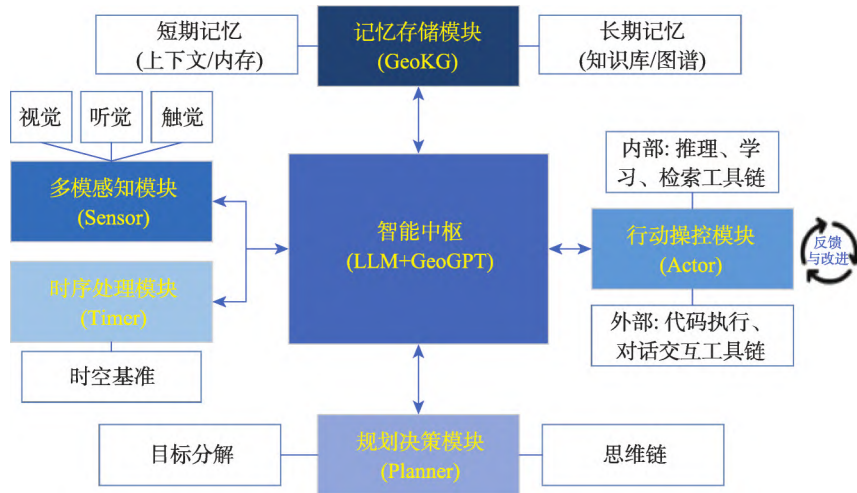 短期记忆
(上下文/内存)
记忆存储模块
(GeoKG)
长期记忆
(知识库/图谱)
视觉
听觉
触觉
多模感知模块
(Sensor)
时序处理模块
(Timer)
时空基准
智能中枢
(LLM+GeoGPT)
内部: 推理、学
习、检索工具链
行动操控模块
(Actor)
反馈
与改进
外部: 代码执行、
对话交互工具链
目标分解
规划决策模块
(Planner)
思维链